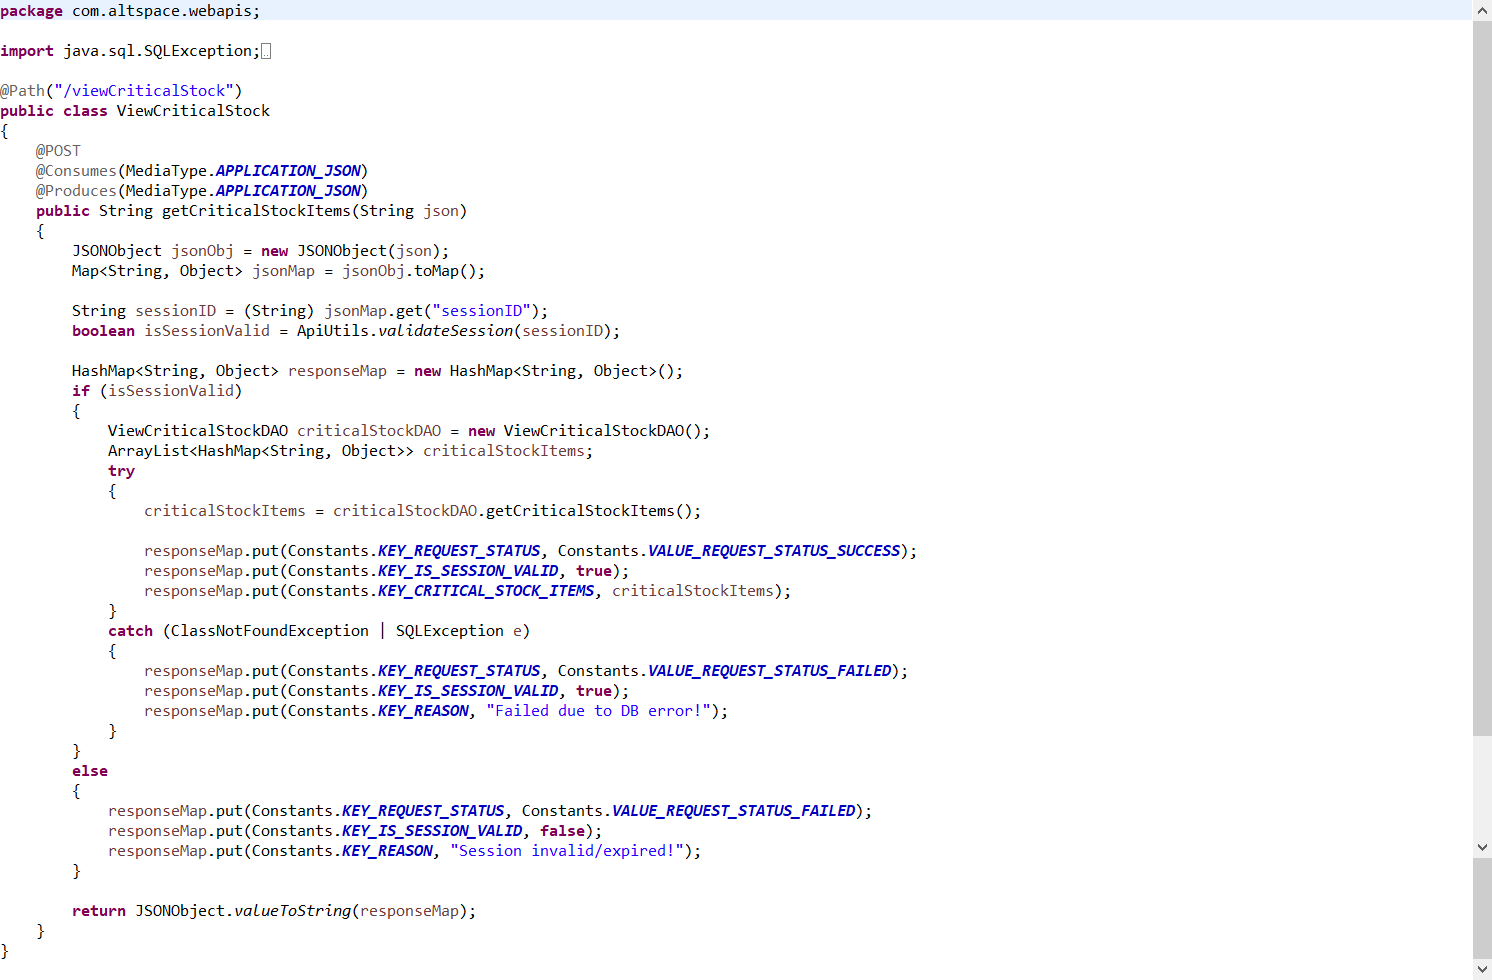 package com.altspace.webapis;

import java.sql.SQLException;

@Path("/viewCriticalStock")
public class ViewCriticalStock
{
    @POST
    @Consumes(MediaType.APPLICATION_JSON)
    @Produces(MediaType.APPLICATION_JSON)
    public String getCriticalStockItems(String json)
    {
        JSONObject jsonObj = new JSONObject(json);
        Map<String, Object> jsonMap = jsonObj.toMap();

        String sessionID = (String) jsonMap.get("sessionID");
        boolean isSessionValid = ApiUtils.validateSession(sessionID);

        HashMap<String, Object> responseMap = new HashMap<String, Object>();
        if (isSessionValid)
        {
            ViewCriticalStockDAO criticalStockDAO = new ViewCriticalStockDAO();
            ArrayList<HashMap<String, Object>> criticalStockItems;
            try
            {
                criticalStockItems = criticalStockDAO.getCriticalStockItems();

                responseMap.put(Constants.KEY_REQUEST_STATUS, Constants.VALUE_REQUEST_STATUS_SUCCESS);
                responseMap.put(Constants.KEY_IS_SESSION_VALID, true);
                responseMap.put(Constants.KEY_CRITICAL_STOCK_ITEMS, criticalStockItems);
            }
            catch (ClassNotFoundException | SQLException e)
            {
                responseMap.put(Constants.KEY_REQUEST_STATUS, Constants.VALUE_REQUEST_STATUS_FAILED);
                responseMap.put(Constants.KEY_IS_SESSION_VALID, true);
                responseMap.put(Constants.KEY_REASON, "Failed due to DB error!");
            }
        }
        else
        {
            responseMap.put(Constants.KEY_REQUEST_STATUS, Constants.VALUE_REQUEST_STATUS_FAILED);
            responseMap.put(Constants.KEY_IS_SESSION_VALID, false);
            responseMap.put(Constants.KEY_REASON, "Session invalid/expired!");
        }

        return JSONObject.valueToString(responseMap);
    }
}